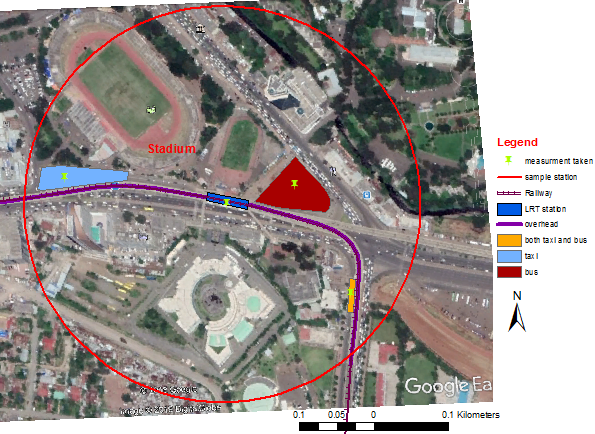 Stadium
Legend
measurment taken
sample station
Railway
LRT station
overhead
both taxi and bus
taxi
bus
N
Google Ea
0.1 0.05 0 0.1 Kilometers